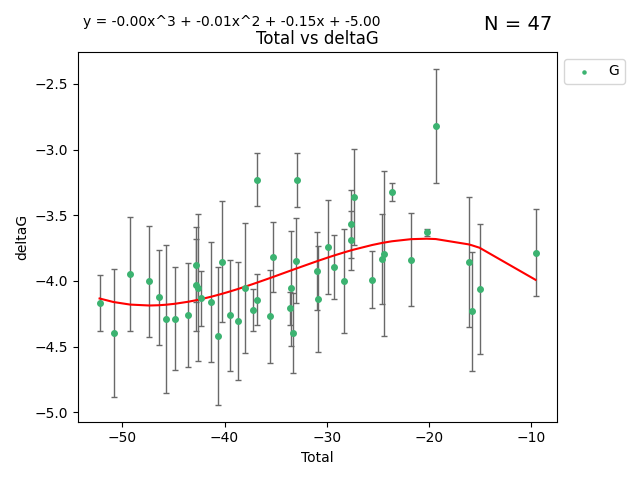 y = -0.00x^3 + -0.01x^2 + -0.15x + -5.00
N = 47
Total vs deltaG
G
−2.5
−3.0
−3.5
−4.0
−4.5
−5.0
deltaG
−50 −40 −30 −20 −10
Total